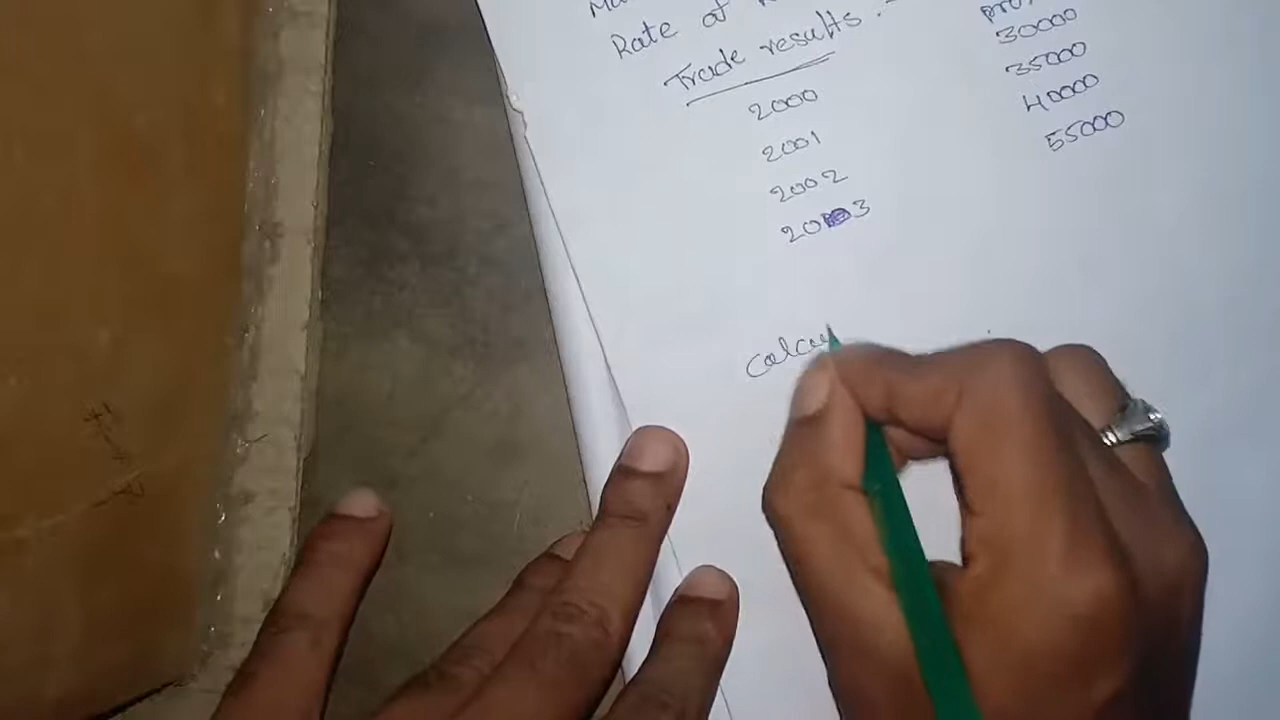 Rate of
Trade results :-
2000 30000
2001 35000
2002 40000
2003 55000
calcu